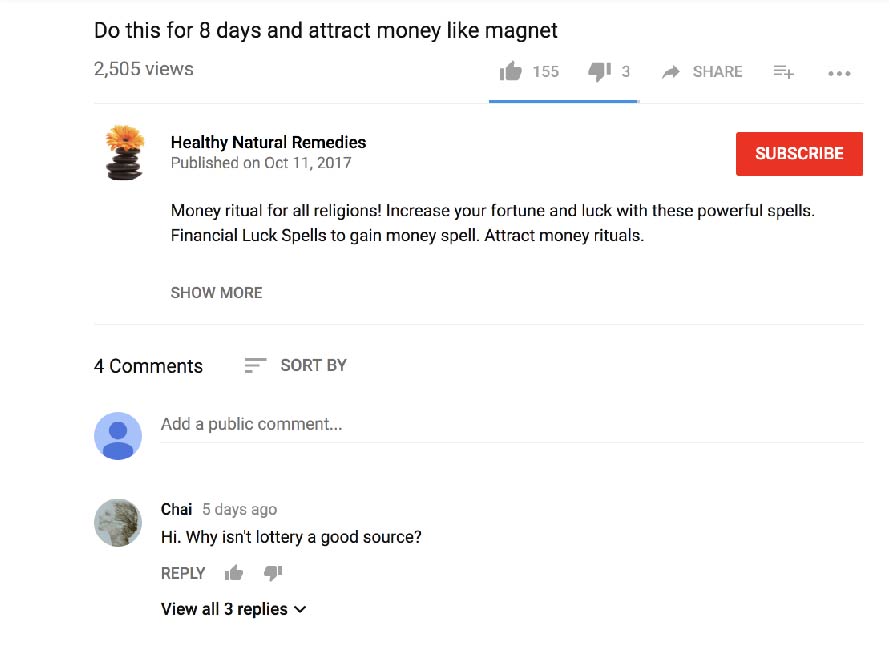 Do this for 8 days and attract money like magnet
2,505 views
155
3
SHARE
Healthy Natural Remedies
Published on Oct 11, 2017
SUBSCRIBE
Money ritual for all religions! Increase your fortune and luck with these powerful spells.
Financial Luck Spells to gain money spell. Attract money rituals.
SHOW MORE
4 Comments
SORT BY
Add a public comment...
Chai 5 days ago
Hi. Why isn't lottery a good source?
REPLY
View all 3 replies